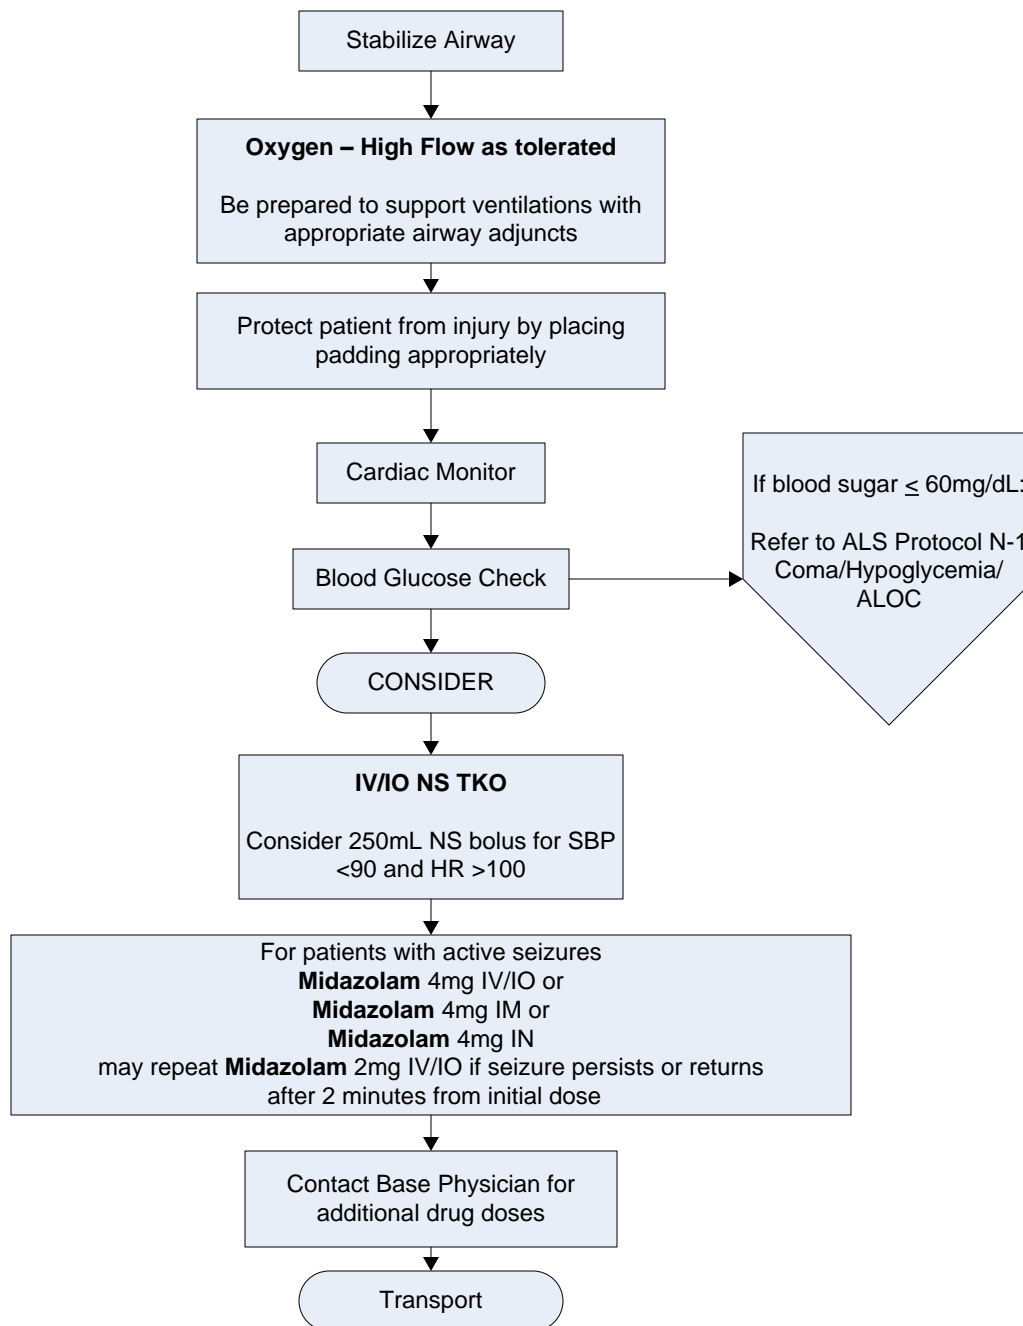 Stabilize Airway
Oxygen – High Flow as tolerated
Be prepared to support ventilations with
appropriate airway adjuncts
Protect patient from injury by placing
padding appropriately
Cardiac Monitor
If blood sugar ≤ 60mg/dL:
Refer to ALS Protocol N-1
Coma/Hypoglycemia/
ALOC
Blood Glucose Check
CONSIDER
IV/IO NS TKO
Consider 250mL NS bolus for SBP
<90 and HR >100
For patients with active seizures
Midazolam 4mg IV/IO or
Midazolam 4mg IM or
Midazolam 4mg IN
may repeat Midazolam 2mg IV/IO if seizure persists or returns
after 2 minutes from initial dose
Contact Base Physician for
additional drug doses
Transport